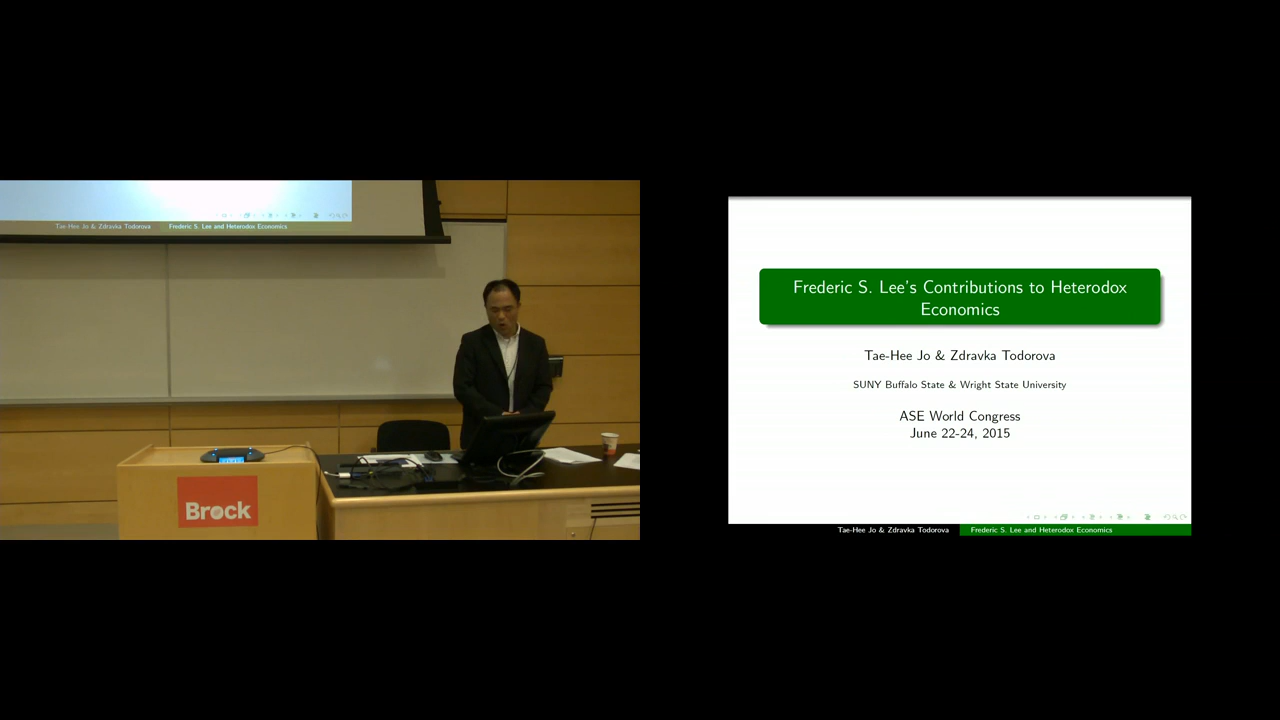 Tae-Hee Jo & Zdravka Todorova
Frederic S. Lee and Heterodox Economics
Brock
Frederic S. Lee's Contributions to Heterodox
Economics
Tae-Hee Jo & Zdravka Todorova
SUNY Buffalo State & Wright State University
ASE World Congress
June 22-24, 2015
Tae-Hee Jo & Zdravka Todorova
Frederic S. Lee and Heterodox Economics